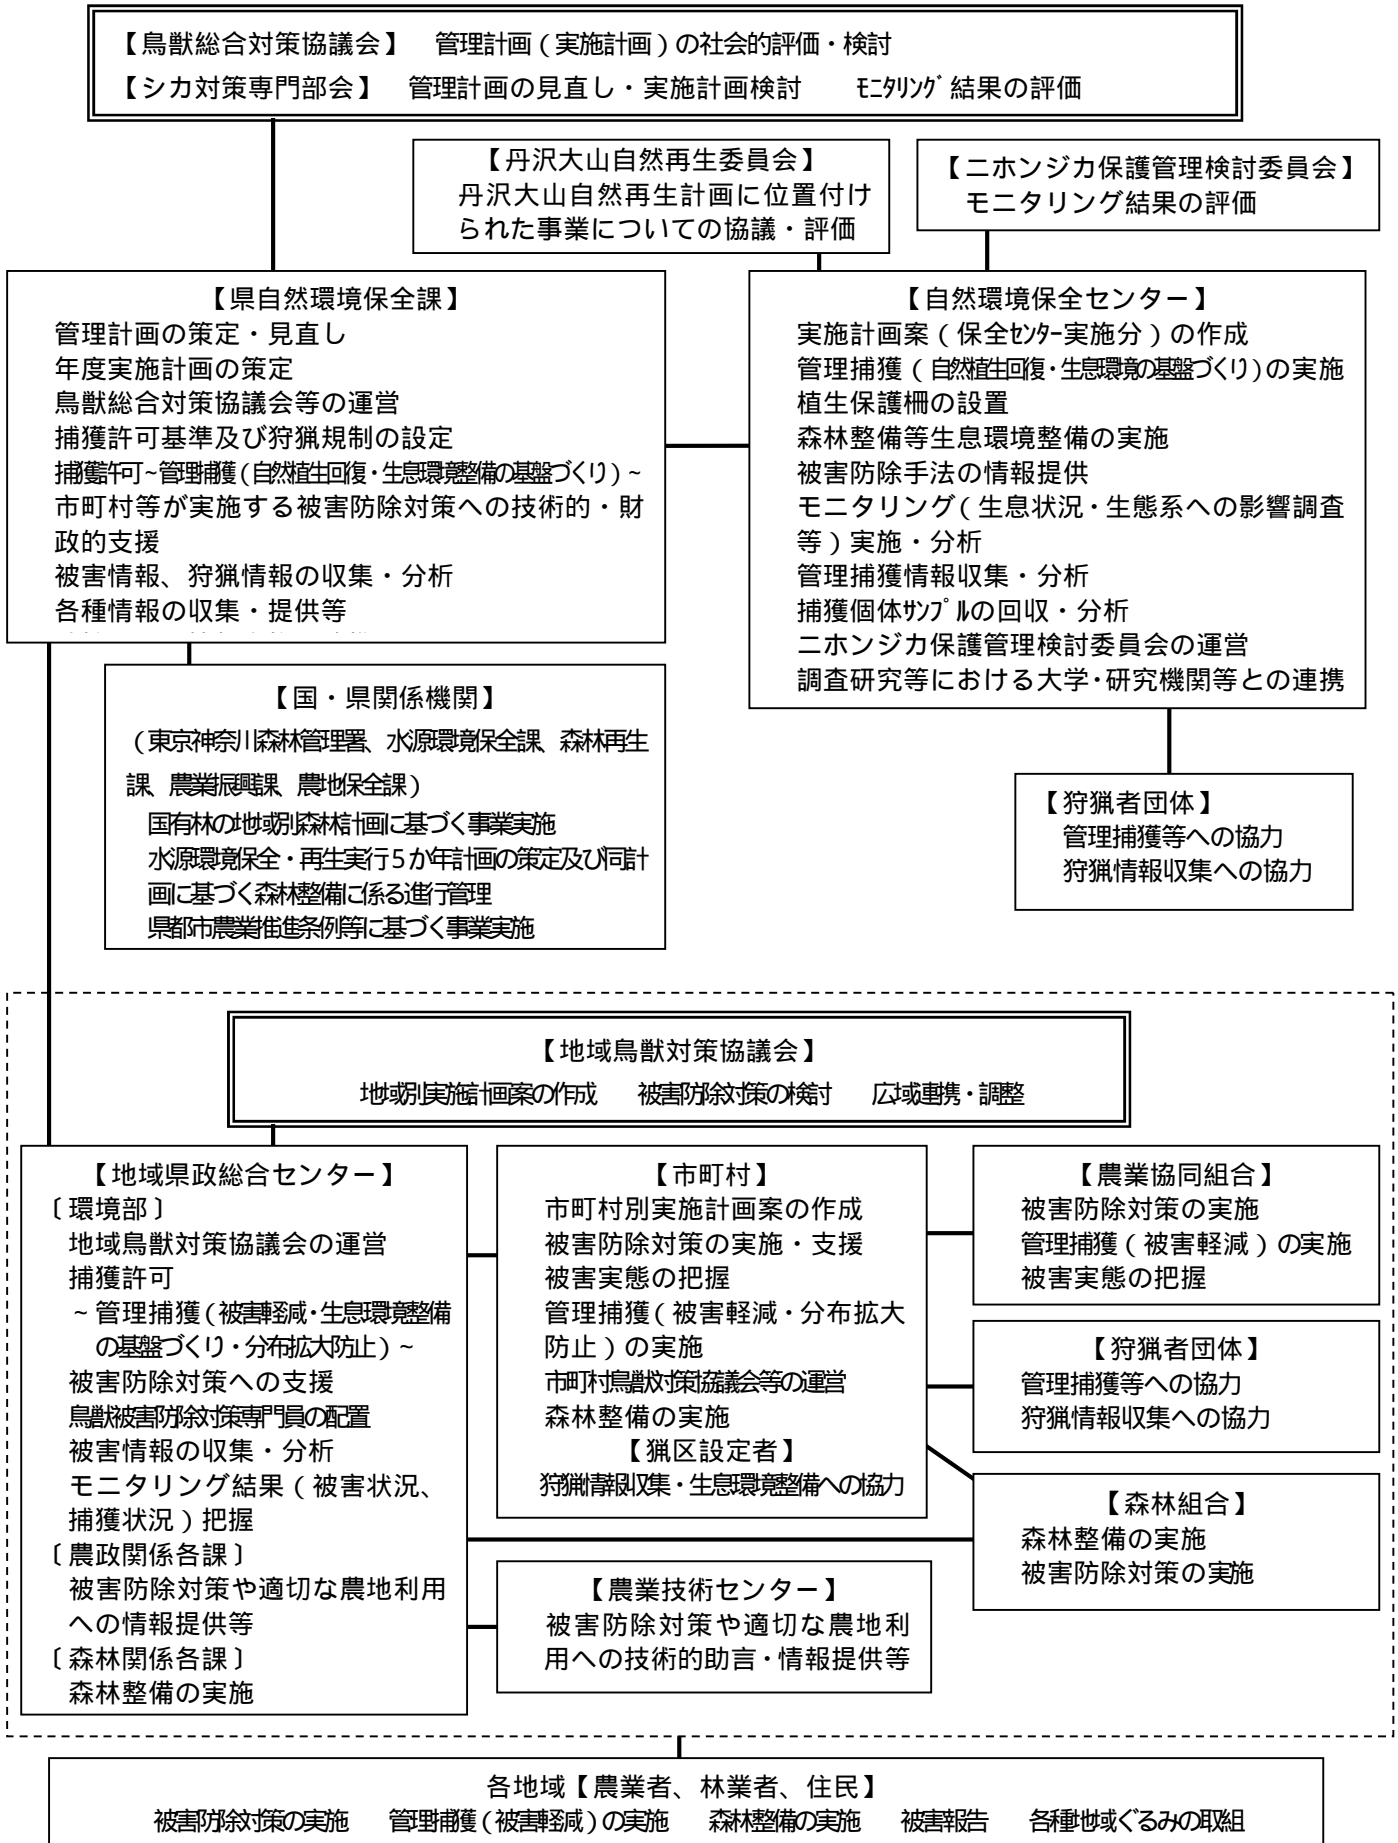 【鳥獣総合対策協議会】　管理計画（実施計画）の社会的評価・検討
【シカ対策専門部会】　管理計画の見直し・実施計画検討　　ﾓﾆﾀﾘﾝｸﾞ結果の評価
【丹沢大山自然再生委員会】
丹沢大山自然再生計画に位置付け
られた事業についての協議・評価
【ニホンジカ保護管理検討委員会】
モニタリング結果の評価
【県自然環境保全課】
管理計画の策定・見直し
年度実施計画の策定
鳥獣総合対策協議会等の運営
捕獲許可基準及び狩猟規制の設定
捕獲許可~管理捕獲（自然植生回復・生息環境整備の基盤づくり）~
市町村等が実施する被害防除対策への技術的・財
政的支援
被害情報、狩猟情報の収集・分析
各種情報の収集・提供等
【自然環境保全センター】
実施計画案（保全ｾﾝﾀｰ実施分）の作成
管理捕獲（自然植生回復・生息環境の基盤づくり）の実施
植生保護柵の設置
森林整備等生息環境整備の実施
被害防除手法の情報提供
モニタリング（生息状況・生態系への影響調査
等）実施・分析
管理捕獲情報収集・分析
捕獲個体ｻﾝﾌﾟﾙの回収・分析
ニホンジカ保護管理検討委員会の運営
調査研究等における大学・研究機関等との連携
【国・県関係機関】
（東京神奈川森林管理署、水源環境保全課、森林再生
課、農業振興課、農地保全課）
国有林の地域別森林計画に基づく事業実施
水源環境保全・再生実行５か年計画の策定及び同計
画に基づく森林整備に係る進行管理
県都市農業推進条例等に基づく事業実施
【狩猟者団体】
管理捕獲等への協力
狩猟情報収集への協力
【地域鳥獣対策協議会】
地域別実施計画案の作成　　被害防除対策の検討　　広域連携・調整
【地域県政総合センター】
〔環境部〕
地域鳥獣対策協議会の運営
捕獲許可
~管理捕獲（被害軽減・生息環境整備
の基盤づくり・分布拡大防止）~
被害防除対策への支援
鳥獣被害防除対策専門員の配置
被害情報の収集・分析
モニタリング結果（被害状況、
捕獲状況）把握
〔農政関係各課〕
被害防除対策や適切な農地利用
への情報提供等
〔森林関係各課〕
森林整備の実施
【市町村】
市町村別実施計画案の作成
被害防除対策の実施・支援
被害実態の把握
管理捕獲（被害軽減・分布拡大
防止）の実施
市町村鳥獣対策協議会等の運営
森林整備の実施
【猟区設定者】
狩猟情報収集・生息環境整備への協力
【農業協同組合】
被害防除対策の実施
管理捕獲（被害軽減）の実施
被害実態の把握
【狩猟者団体】
管理捕獲等への協力
狩猟情報収集への協力
【森林組合】
森林整備の実施
被害防除対策の実施
【農業技術センター】
被害防除対策や適切な農地利
用への技術的助言・情報提供等
各地域【農業者、林業者、住民】
被害防除対策の実施　　管理捕獲（被害軽減）の実施　　森林整備の実施　　被害報告　　各種地域ぐるみの取組